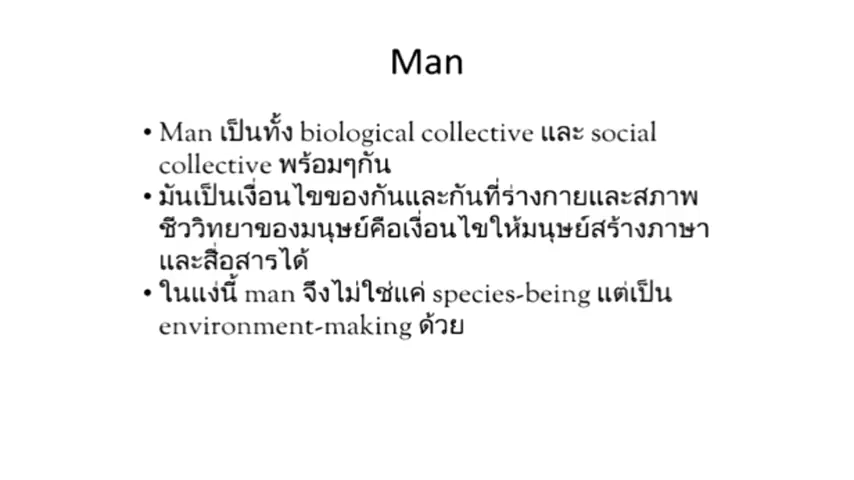 Man
• Man เป็นทั้ง biological collective และ social
collective พร้อมๆกัน
• มันเป็นเงื่อนไขของกันและกันที่ร่างกายและสภาพ
ชีววิทยาของมนุษย์คือเงื่อนไขให้มนุษย์สร้างภาษา
และสื่อสารได้
• ในแง่นี้ man จึงไม่ใช่แค่ species-being แต่เป็น
environment-making ด้วย